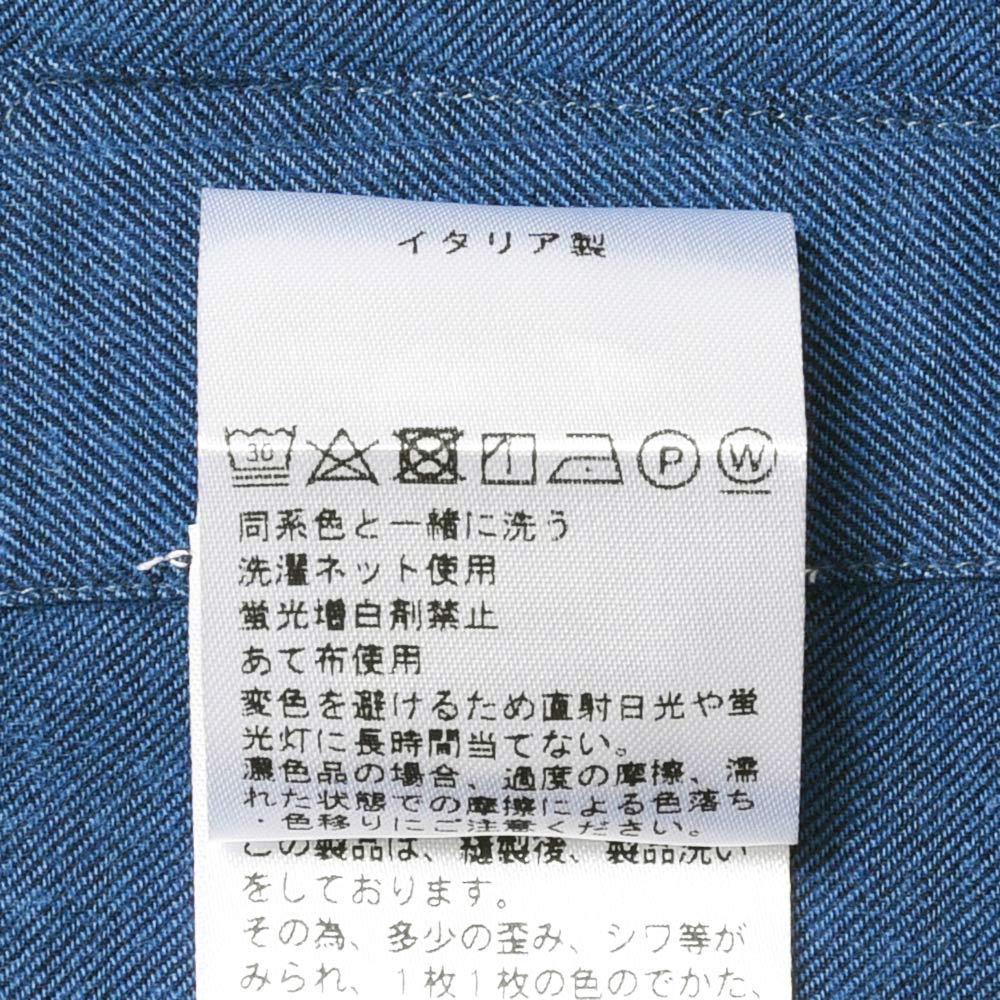 イタリア製
30 P W
同系色と一緒に洗う
洗濯ネット使用
蛍光増白剤禁止
あて布使用
変色を避けるため直射日光や蛍
光灯に長時間当てない。
濃色品の場合、過度の摩擦、濡
れた状態での摩擦による色落ち
・色移りにご注意ください。
この製品は、縫製後、製品洗い
をしております。
その為、多少の歪み、シワ等が
みられ、1枚1枚の色のでかた、